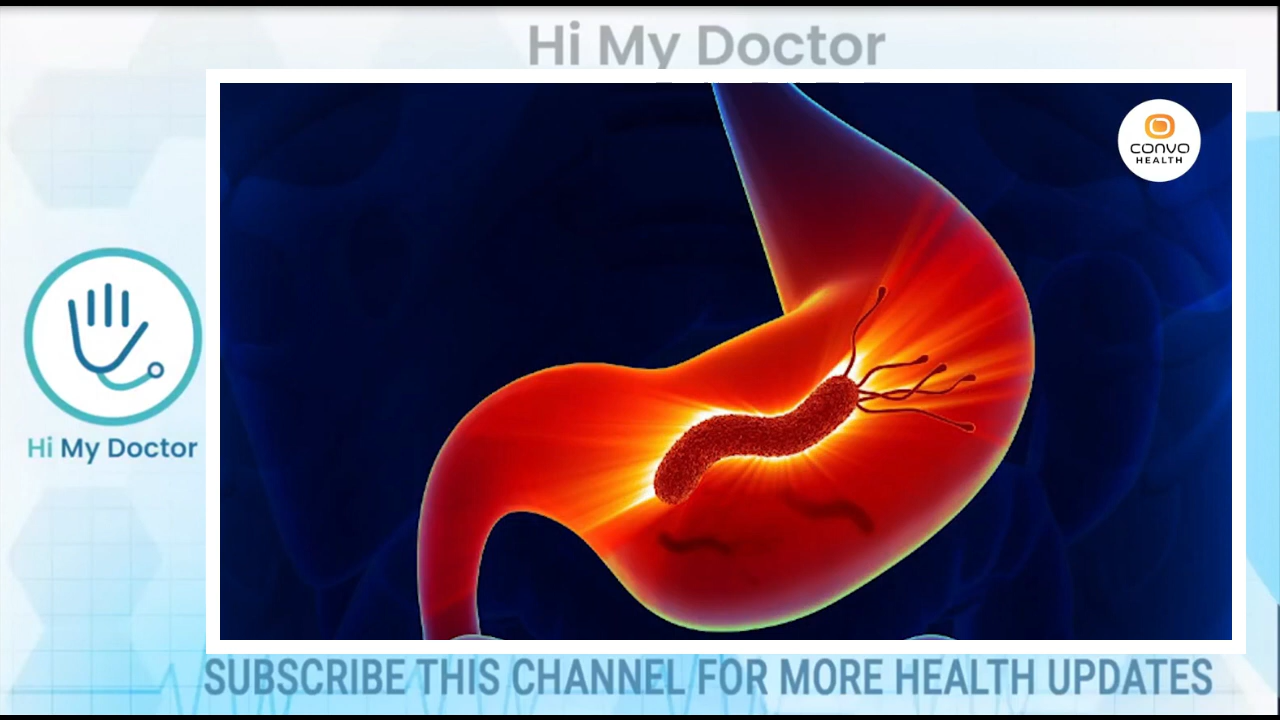 Hi My Doctor
CONVO
HEALTH
Hi My Doctor
SUBSCRIBE THIS CHANNEL FOR MORE HEALTH UPDATES